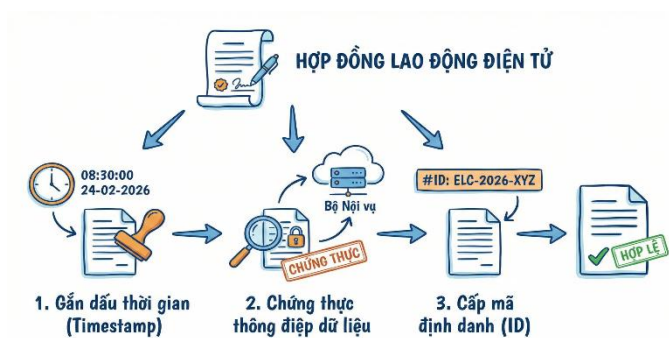 HỢP ĐỒNG LAO ĐỘNG ĐIỆN TỬ
08:30:00
24-02-2026
Bộ Nội vụ
CHỨNG THỰC
#ID: ELC-2026-XYZ
HỢP LỆ
1. Gắn dấu thời gian
(Timestamp)
2. Chứng thực
thông điệp dữ liệu
3. Cấp mã
định danh (ID)